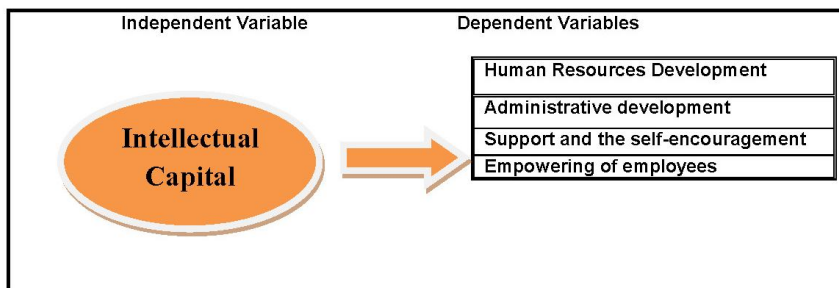 Independent Variable
Dependent Variables
Human Resources Development
Administrative development
Support and the self-encouragement
Empowering of employees
Intellectual
Capital